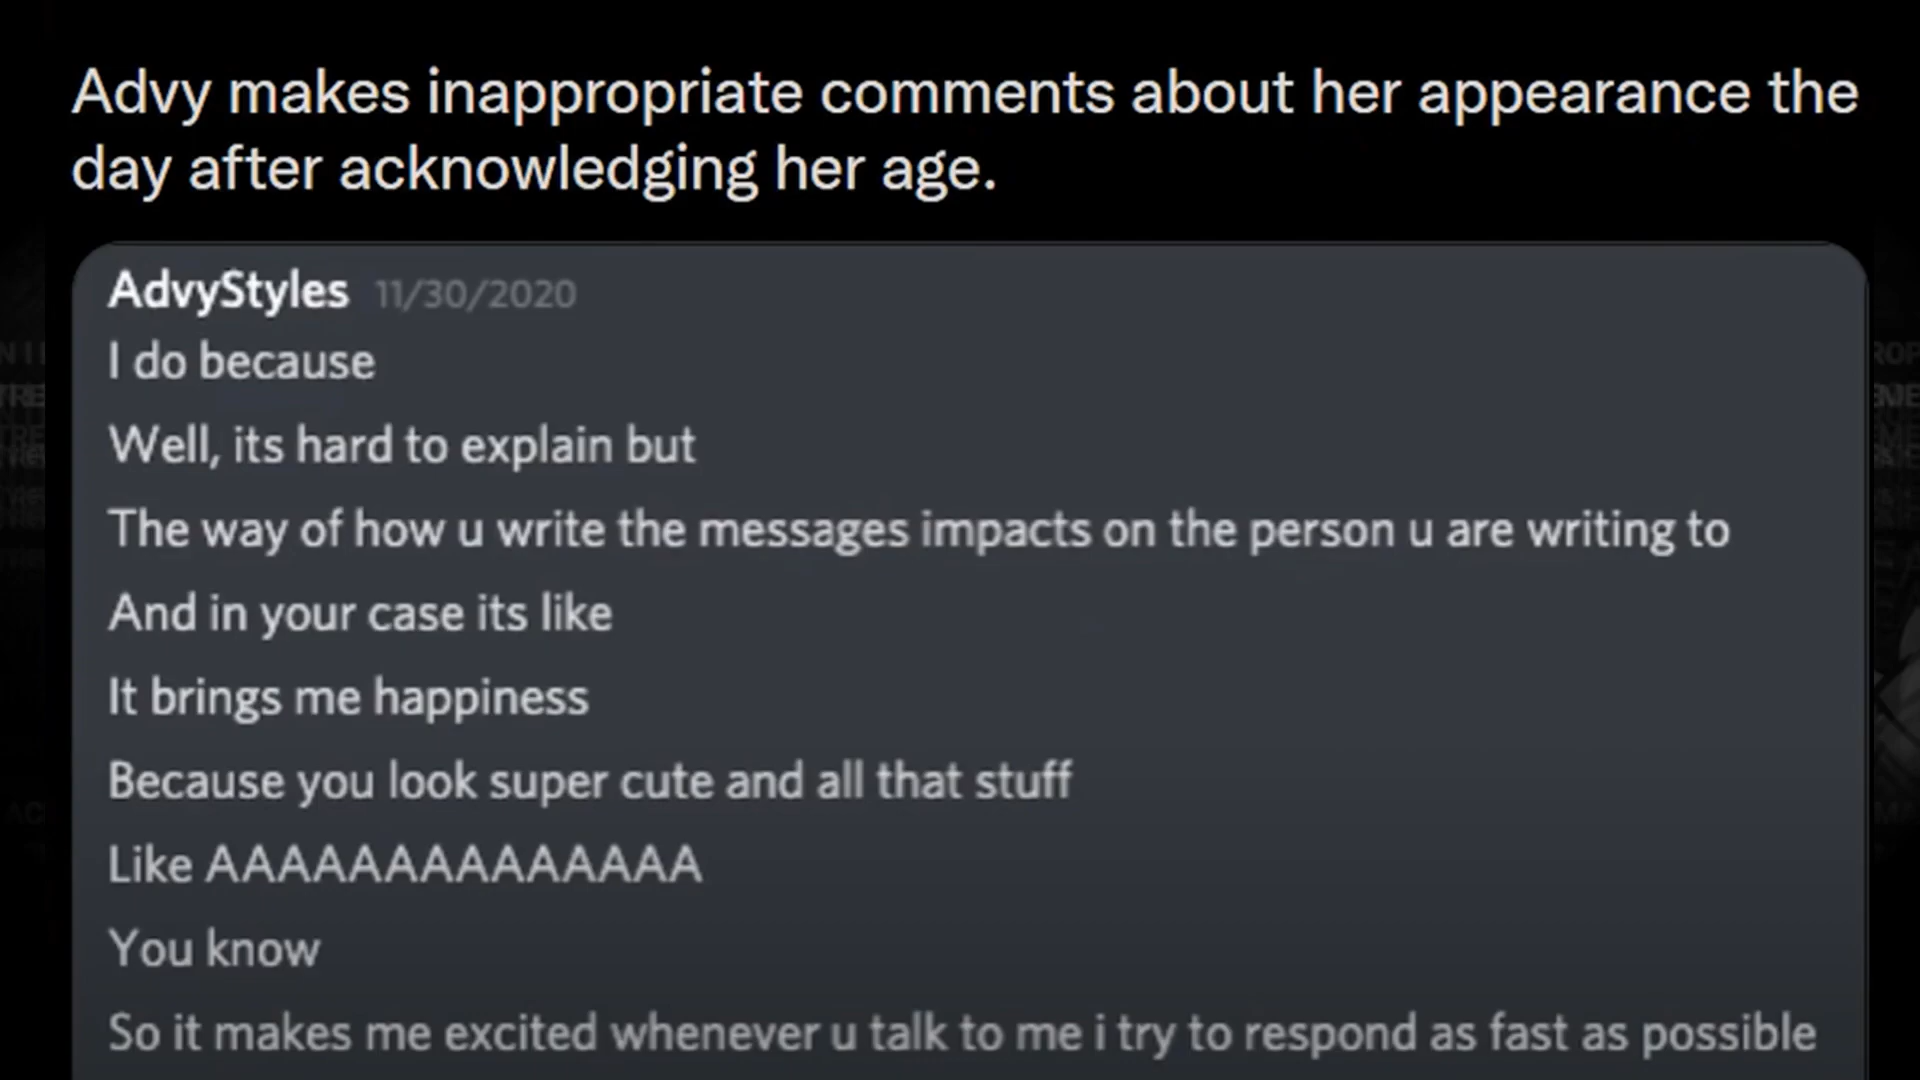 Advy makes inappropriate comments about her appearance the
day after acknowledging her age.
AdvyStyles 11/30/2020
I do because
Well, its hard to explain but
The way of how u write the messages impacts on the person u are writing to
And in your case its like
It brings me happiness
Because you look super cute and all that stuff
Like AAAAAAAAAAAAAA
You know
So it makes me excited whenever u talk to me i try to respond as fast as possible